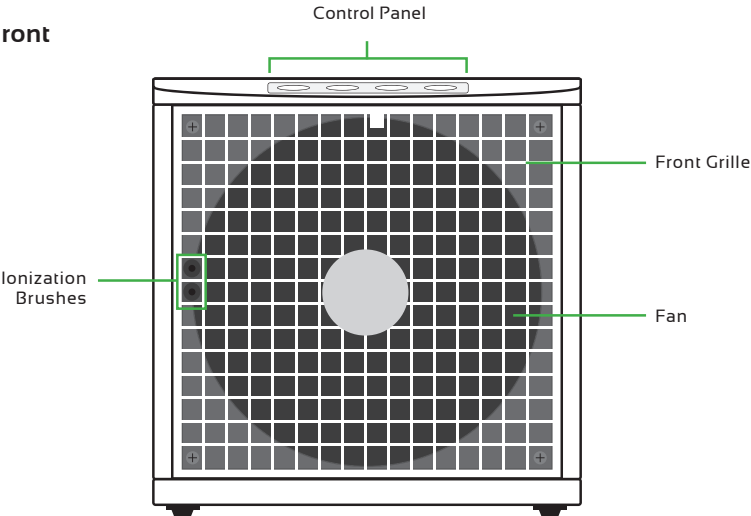 Control Panel
ront
Front Grille
Ionization
Brushes
Fan